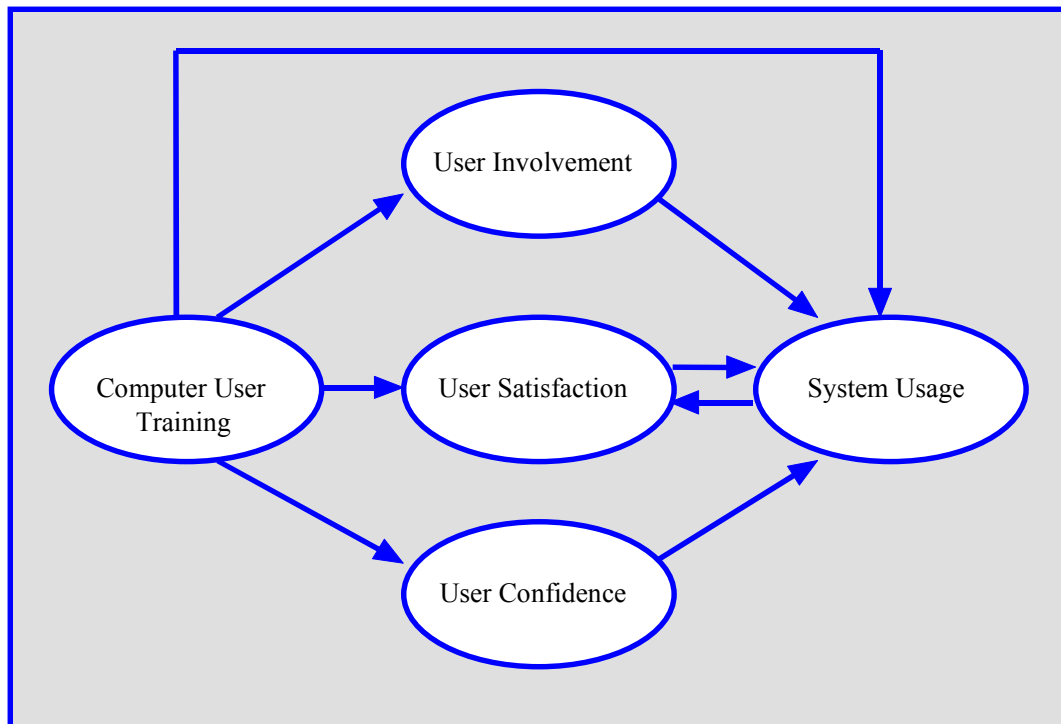 User Involvement
Computer User
Training
User Satisfaction
System Usage
User Confidence